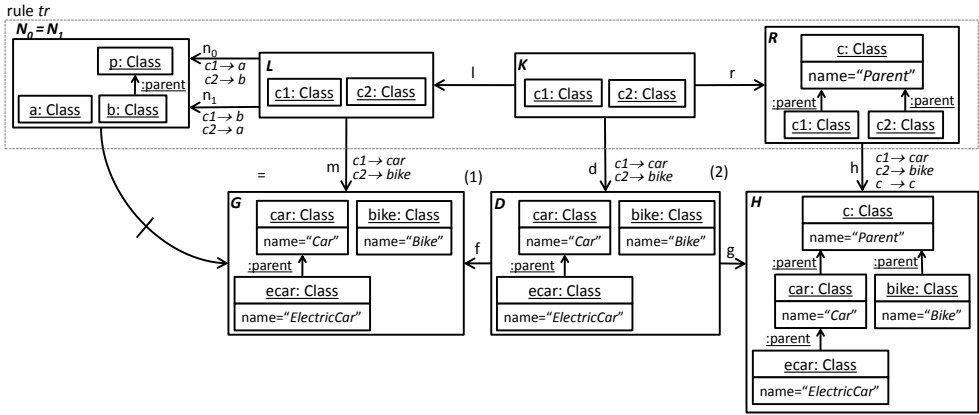 rule tr
N0 = N1
p: Class
:parent
a: Class
b: Class
n0
c1→ a
c2→ b
n1
c1→ b
c2→ a
L
c1: Class
c2: Class
l
K
c1: Class
c2: Class
r
R
c: Class
name="Parent"
:parent
:parent
c1: Class
c2: Class
=
m
c1→ car
c2→ bike
(1)
d
c1→ car
c2→ bike
(2)
h
c1→ car
c2→ bike
c → c
G
car: Class
name="Car"
bike: Class
name="Bike"
:parent
ecar: Class
name="ElectricCar"
f
D
car: Class
name="Car"
bike: Class
name="Bike"
:parent
ecar: Class
name="ElectricCar"
g
H
c: Class
name="Parent"
:parent
:parent
car: Class
name="Car"
bike: Class
name="Bike"
:parent
ecar: Class
name="ElectricCar"